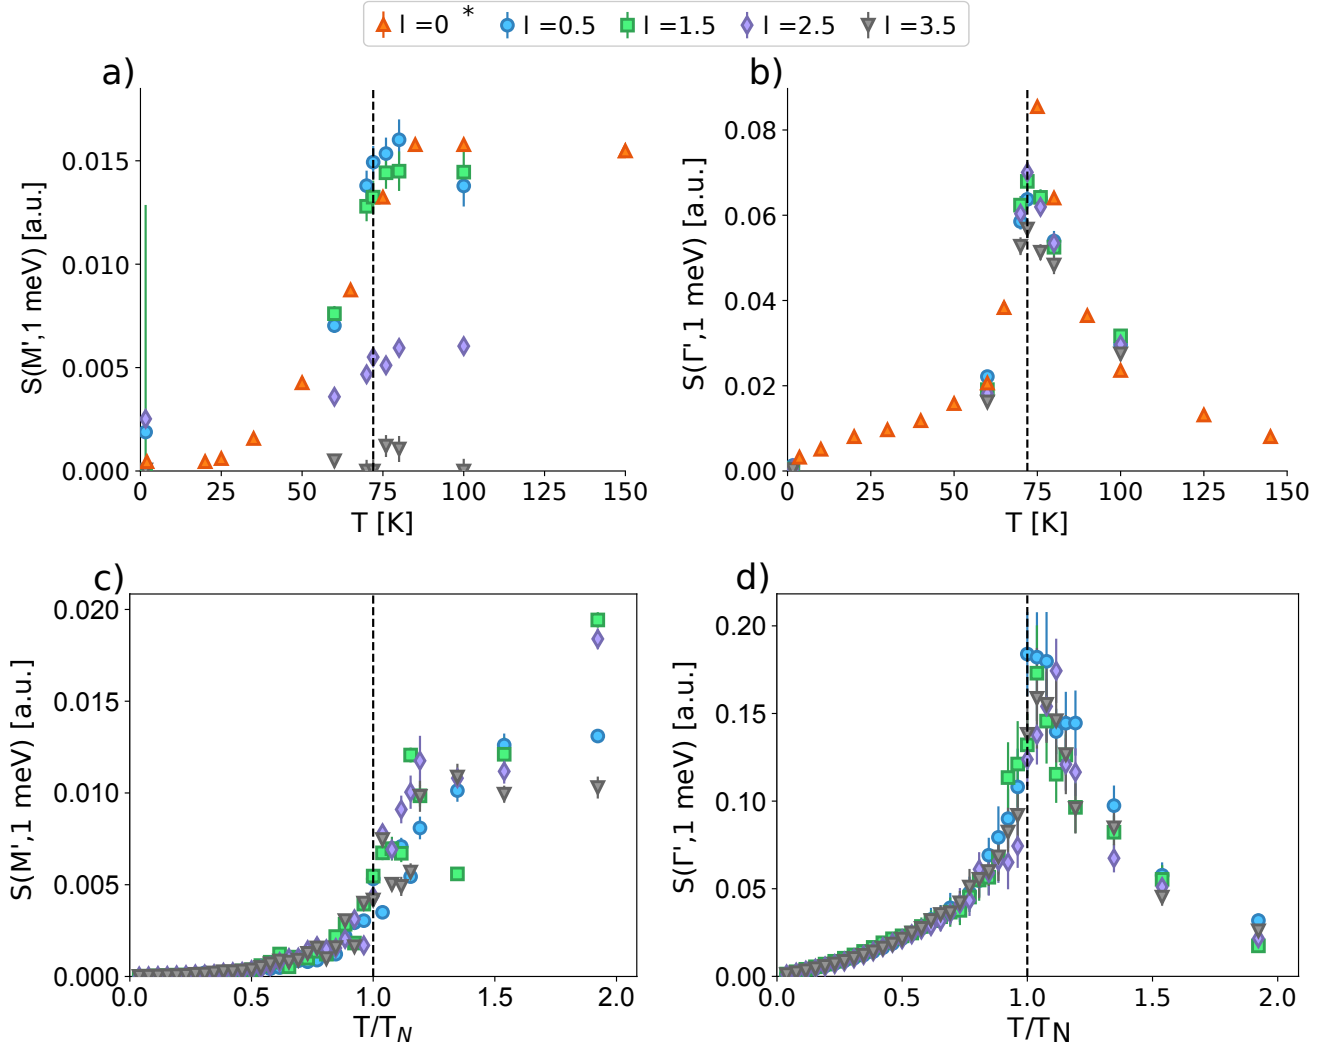 l =0 * l =0.5 l =1.5 l =2.5 l =3.5
a)
S(M',1 meV) [a.u.]
0.015
0.010
0.005
0.000
0 25 50 75 100 125 150
T [K]
b)
S(Γ',1 meV) [a.u.]
0.08
0.06
0.04
0.02
0.00
0 25 50 75 100 125 150
T [K]
c)
S(M',1 meV) [a.u.]
0.020
0.015
0.010
0.005
0.000
0.0 0.5 1.0 1.5 2.0
T/T_N
d)
S(Γ',1 meV) [a.u.]
0.20
0.15
0.10
0.05
0.00
0.0 0.5 1.0 1.5 2.0
T/T_N